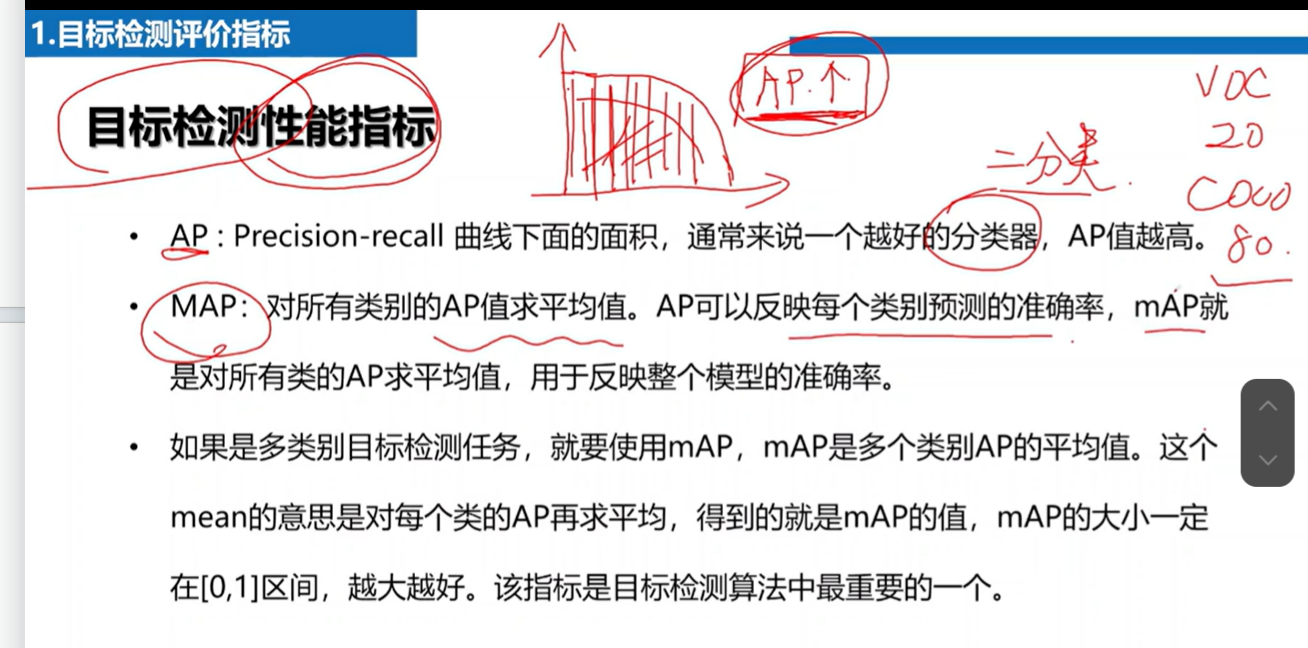 1.目标检测评价指标
目标检测性能指标
AP.个
VOC
20
二分类.
COCO
80.
• AP : Precision-recall 曲线下面的面积，通常来说一个越好的分类器，AP值越高。
• MAP：对所有类别的AP值求平均值。AP可以反映每个类别预测的准确率，mAP就
是对所有类的AP求平均值，用于反映整个模型的准确率。
• 如果是多类别目标检测任务，就要使用mAP，mAP是多个类别AP的平均值。这个
mean的意思是对每个类的AP再求平均，得到的就是mAP的值，mAP的大小一定
在[0,1]区间，越大越好。该指标是目标检测算法中最重要的一个。